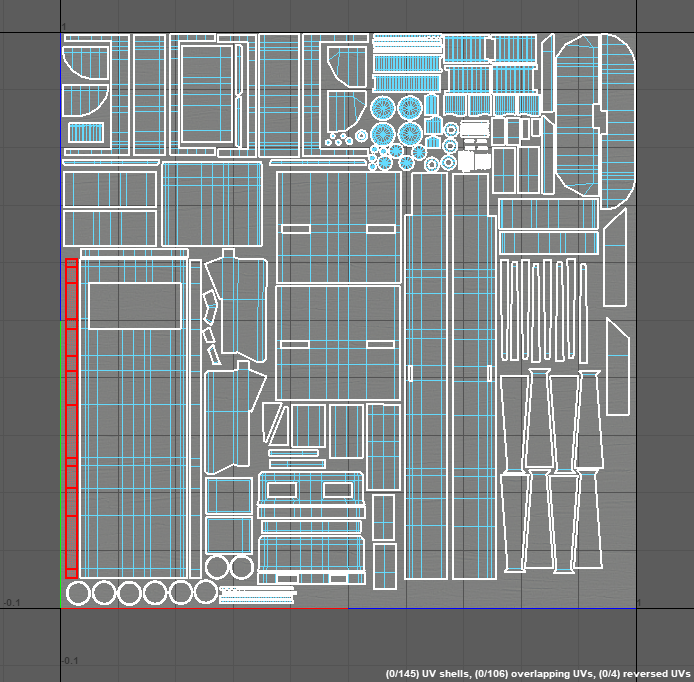 1
-0.1
1
-0.1
(0/145) UV shells, (0/106) overlapping UVs, (0/4) reversed UVs